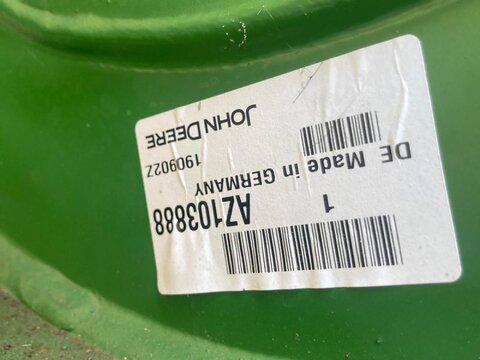 JOHN DEERE
190902Z
DE Made in GERMANY
1
AZ103888